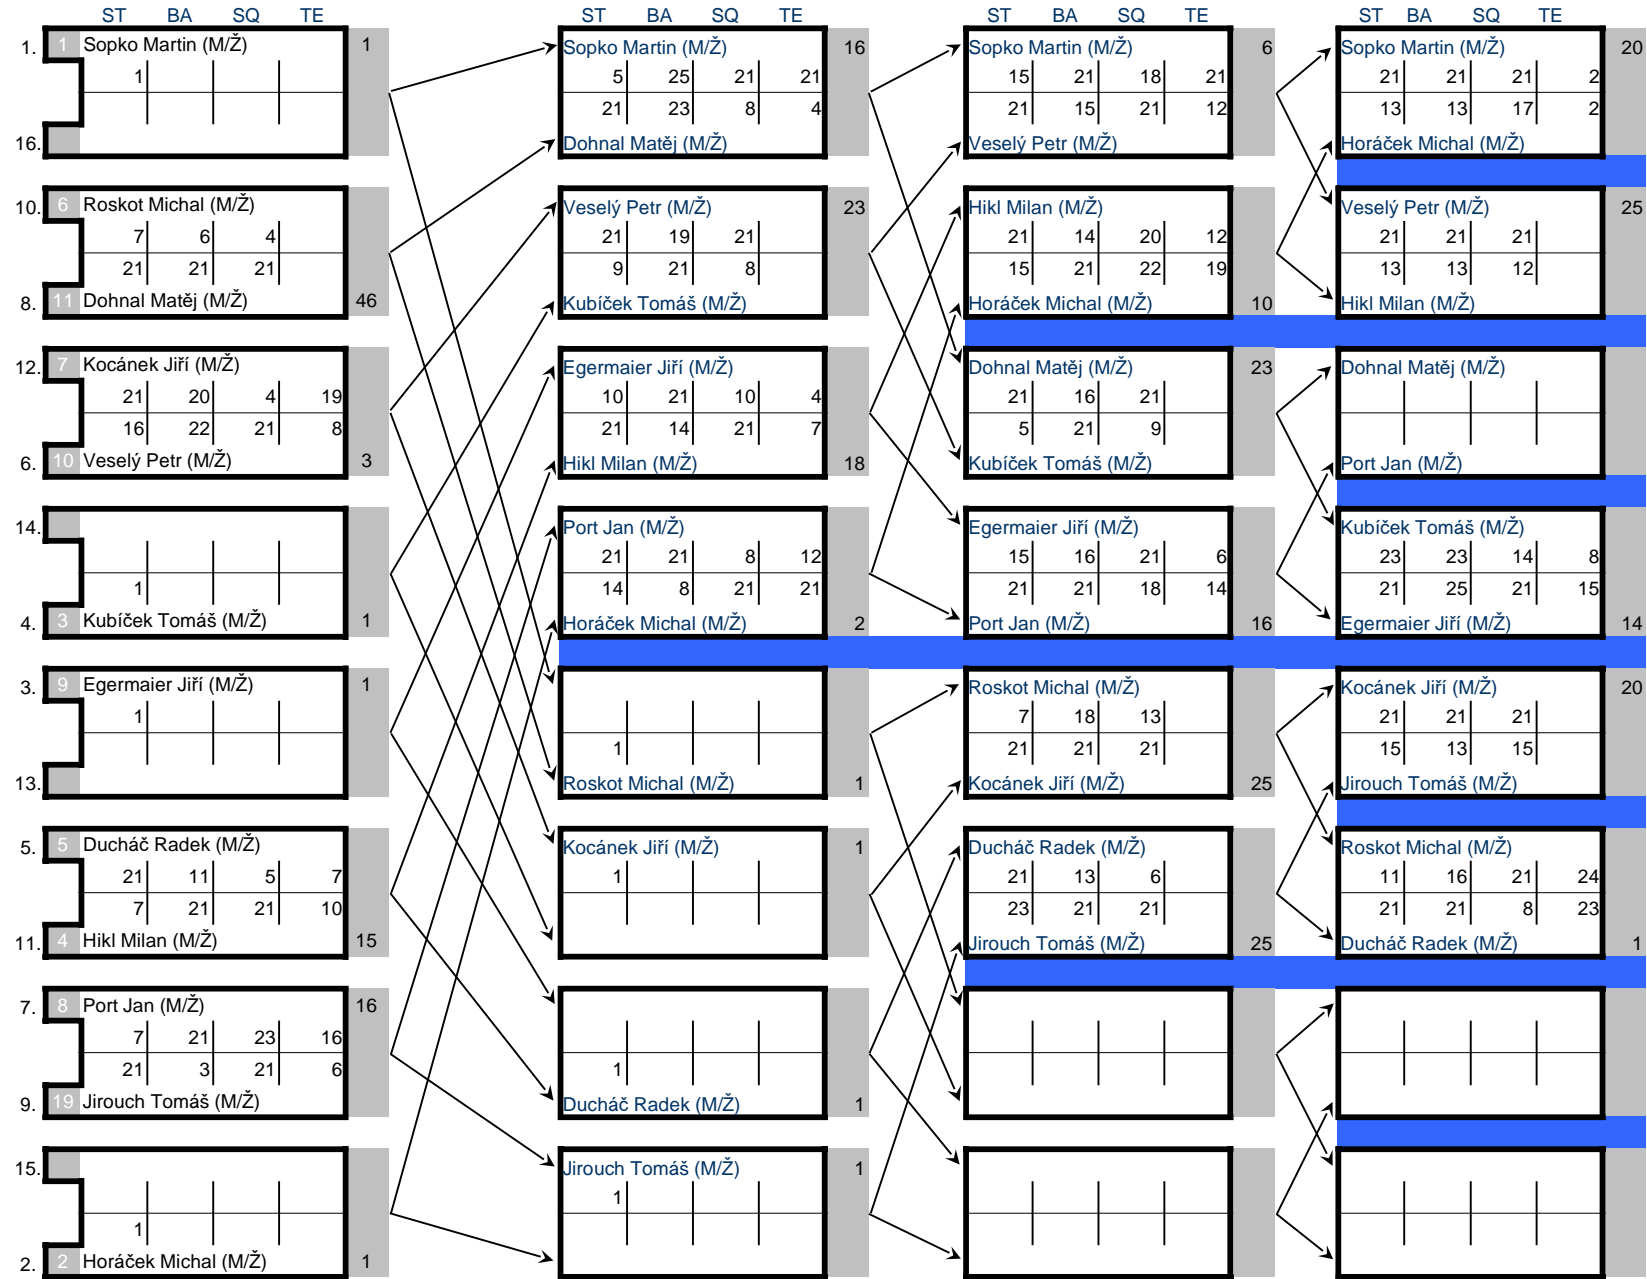 ST BA SQ TE ST BA SQ TE ST BA SQ TE ST BA SQ TE
1. 1 Sopko Martin (M/Ž) 1 Sopko Martin (M/Ž) 16 Sopko Martin (M/Ž) 6 Sopko Martin (M/Ž) 20
1 5 25 21 21 15 21 18 21 21 21 21 2
21 23 8 4 21 15 21 12 13 13 17 2
16. Dohnal Matěj (M/Ž) Veselý Petr (M/Ž) Horáček Michal (M/Ž)
10. 6 Roskot Michal (M/Ž) Veselý Petr (M/Ž) 23 Hikl Milan (M/Ž) Veselý Petr (M/Ž) 25
7 6 4 21 19 21 21 14 20 12 21 21 21
21 21 21 9 21 8 15 21 22 19 13 13 12
8. 11 Dohnal Matěj (M/Ž) 46 Kubíček Tomáš (M/Ž) Horáček Michal (M/Ž) 10 Hikl Milan (M/Ž)
12. 7 Kocánek Jiří (M/Ž) Egermaier Jiří (M/Ž) Dohnal Matěj (M/Ž) 23 Dohnal Matěj (M/Ž)
21 20 4 19 10 21 10 4 21 16 21
16 22 21 8 21 14 21 7 5 21 9
6. 10 Veselý Petr (M/Ž) 3 Hikl Milan (M/Ž) 18 Kubíček Tomáš (M/Ž) Port Jan (M/Ž)
14. Port Jan (M/Ž) Egermaier Jiří (M/Ž) Kubíček Tomáš (M/Ž)
21 21 8 12 15 16 21 6 23 23 14 8
1 14 8 21 21 21 21 18 14 21 25 21 15
4. 3 Kubíček Tomáš (M/Ž) 1 Horáček Michal (M/Ž) 2 Port Jan (M/Ž) 16 Egermaier Jiří (M/Ž) 14
3. 9 Egermaier Jiří (M/Ž) 1 Roskot Michal (M/Ž) Kocánek Jiří (M/Ž) 20
1 7 18 13 21 21 21
1 21 21 21 15 13 15
13. Roskot Michal (M/Ž) 1 Kocánek Jiří (M/Ž) 25 Jirouch Tomáš (M/Ž)
5. 5 Ducháč Radek (M/Ž) Kocánek Jiří (M/Ž) 1 Ducháč Radek (M/Ž) Roskot Michal (M/Ž)
21 11 5 7 1 21 13 6 11 16 21 24
7 21 21 10 23 21 21 21 21 8 23
11. 4 Hikl Milan (M/Ž) 15 Jirouch Tomáš (M/Ž) 25 Ducháč Radek (M/Ž) 1
7. 8 Port Jan (M/Ž) 16
7 21 23 16
21 3 21 6 1
9. 19 Jirouch Tomáš (M/Ž) Ducháč Radek (M/Ž) 1
15. Jirouch Tomáš (M/Ž) 1
1
1
2. 2 Horáček Michal (M/Ž) 1